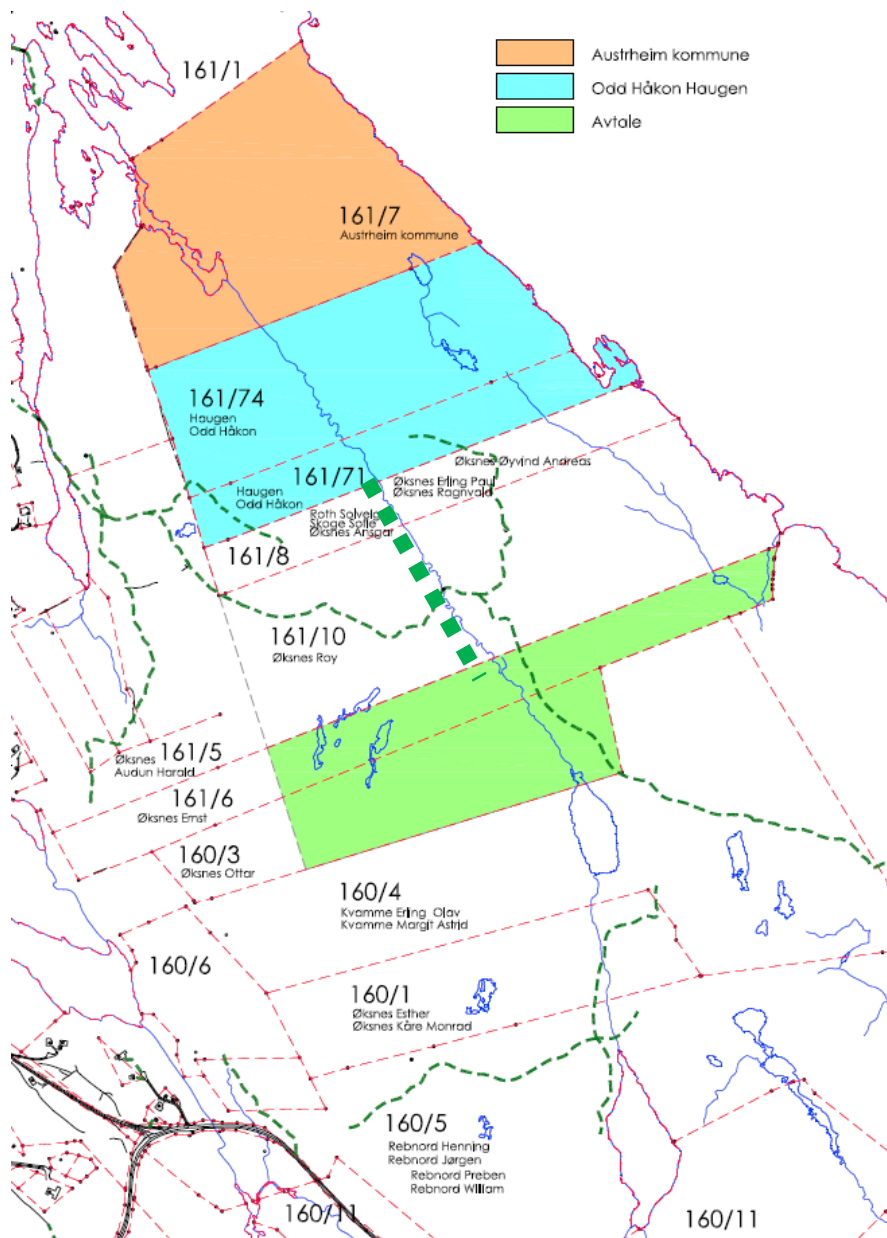 161/1
Austrheim kommune
Odd Håkon Haugen
Avtale
161/7
Austrheim kommune
161/74
Haugen
Odd Håkon
161/71
Haugen
Odd Håkon
Øksnes Øyvind Andreas
Øksnes Erling Paul
Øksnes Ragnvald
Roth Solveig
Skage Sofie
Øksnes Ansgar
161/8
161/10
Øksnes Roy
161/5
Øksnes
Audun Harald
161/6
Øksnes Ernst
160/3
Øksnes Ottar
160/4
Kvamme Erling Olav
Kvamme Margit Astrid
160/6
160/1
Øksnes Esther
Øksnes Kåre Monrad
160/5
Rebnord Henning
Rebnord Jørgen
Rebnord Preben
Rebnord William
160/11
160/11